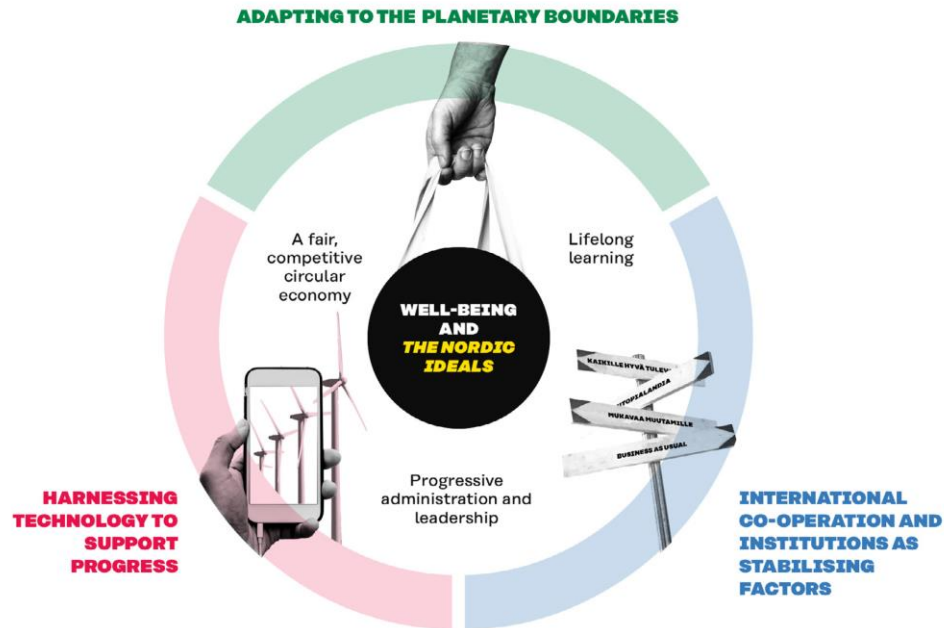 ADAPTING TO THE PLANETARY BOUNDARIES
A fair,
competitive
circular
economy
Lifelong
learning
WELL-BEING
AND
THE NORDIC
IDEALS
KAIKILLE HYVÄ
UTOPIALANDIA
MUKAVAA MUUTAMILLE
BUSINESS AS USUAL
Progressive
administration and
leadership
HARNESSING
TECHNOLOGY TO
SUPPORT
PROGRESS
INTERNATIONAL
CO-OPERATION AND
INSTITUTIONS AS
STABILISING
FACTORS